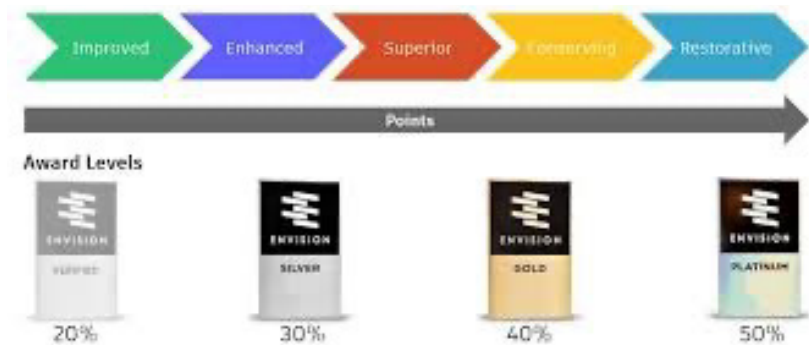 Improved Enhanced Superior Conserving Restorative
Points
Award Levels
ENVISION ENVISION ENVISION ENVISION
VERIFIED SILVER GOLD PLATINUM
20% 30% 40% 50%